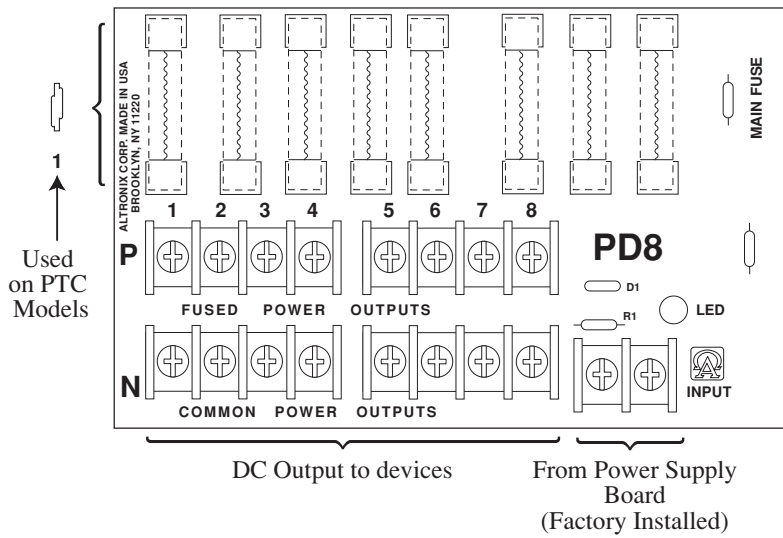 ALTRONIX CORP. MADE IN USA
BROOKLYN, NY 11220
MAIN FUSE
1
Used
on PTC
Models
1 2 3 4 5 6 7 8
P
PD8
FUSED POWER OUTPUTS
D1
LED
R1
N
INPUT
COMMON POWER OUTPUTS
DC Output to devices
From Power Supply
Board
(Factory Installed)